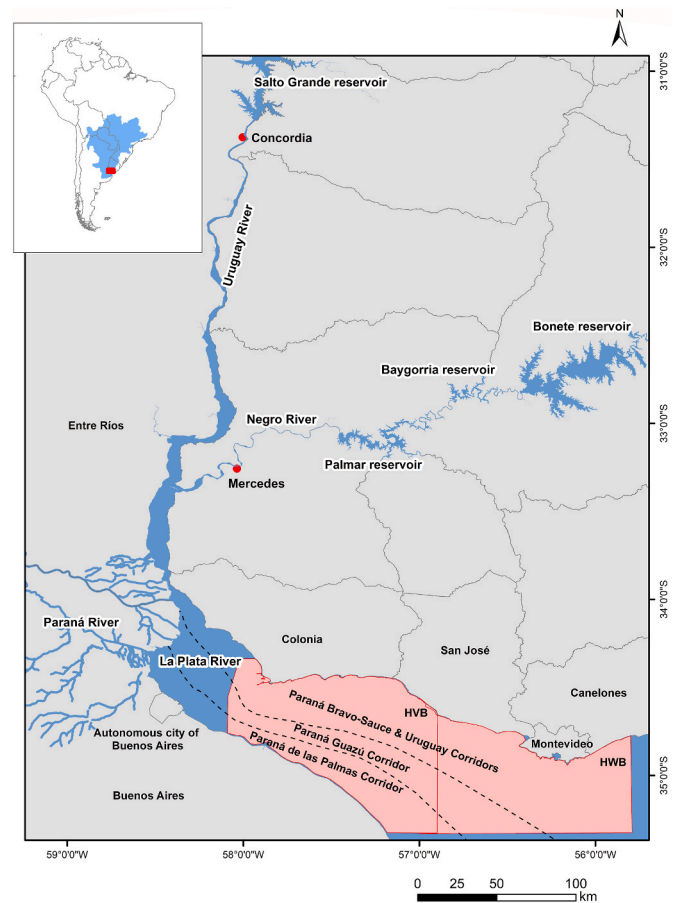 N
Salto Grande reservoir
31°0'0"S
Concordia
Uruguay River
32°0'0"S
Bonete reservoir
Baygorria reservoir
Entre Ríos
Negro River
33°0'0"S
Palmar reservoir
Mercedes
34°0'0"S
Paraná River
Colonia
San José
La Plata River
Canelones
Paraná Bravo-Sauce & Uruguay Corridors
HVB
Autonomous city of
Buenos Aires
Paraná Guazú Corridor
Montevideo
Paraná de las Palmas Corridor
HWB
35°0'0"S
Buenos Aires
59°0'0"W
58°0'0"W
57°0'0"W
56°0'0"W
0 25 50 100
km